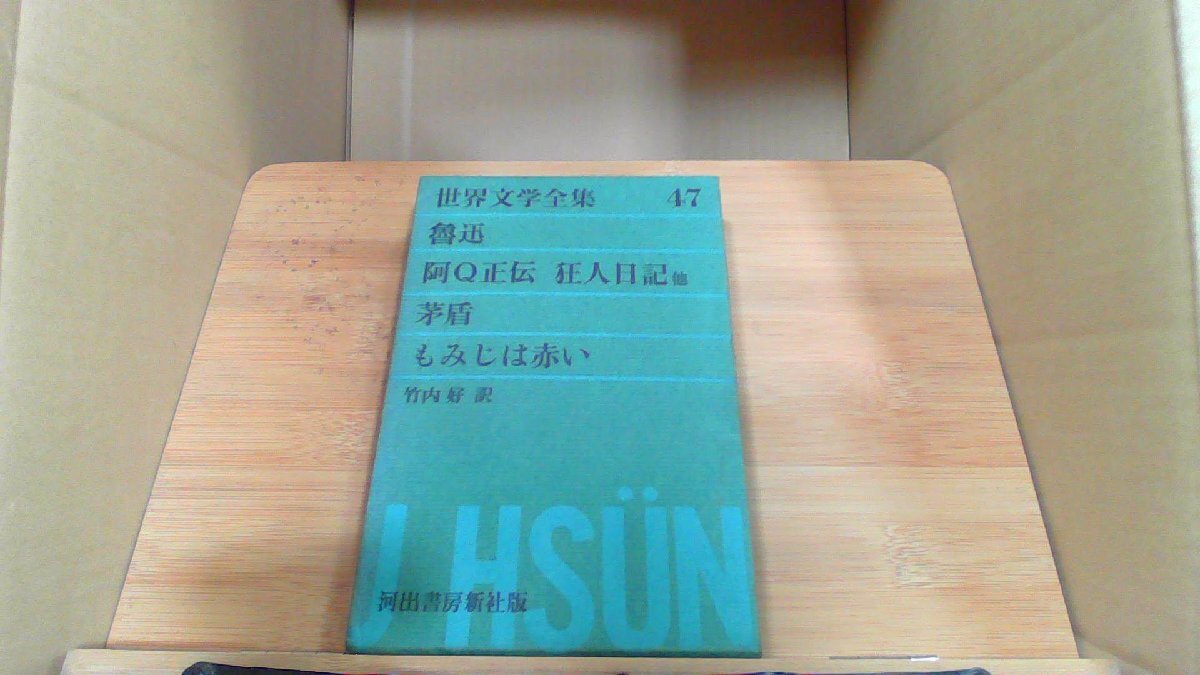 世界文学全集 47
魯迅
阿Q正伝 狂人日記他
茅盾
もみじは赤い
竹内好 訳
U HSÜN
河出書房新社版